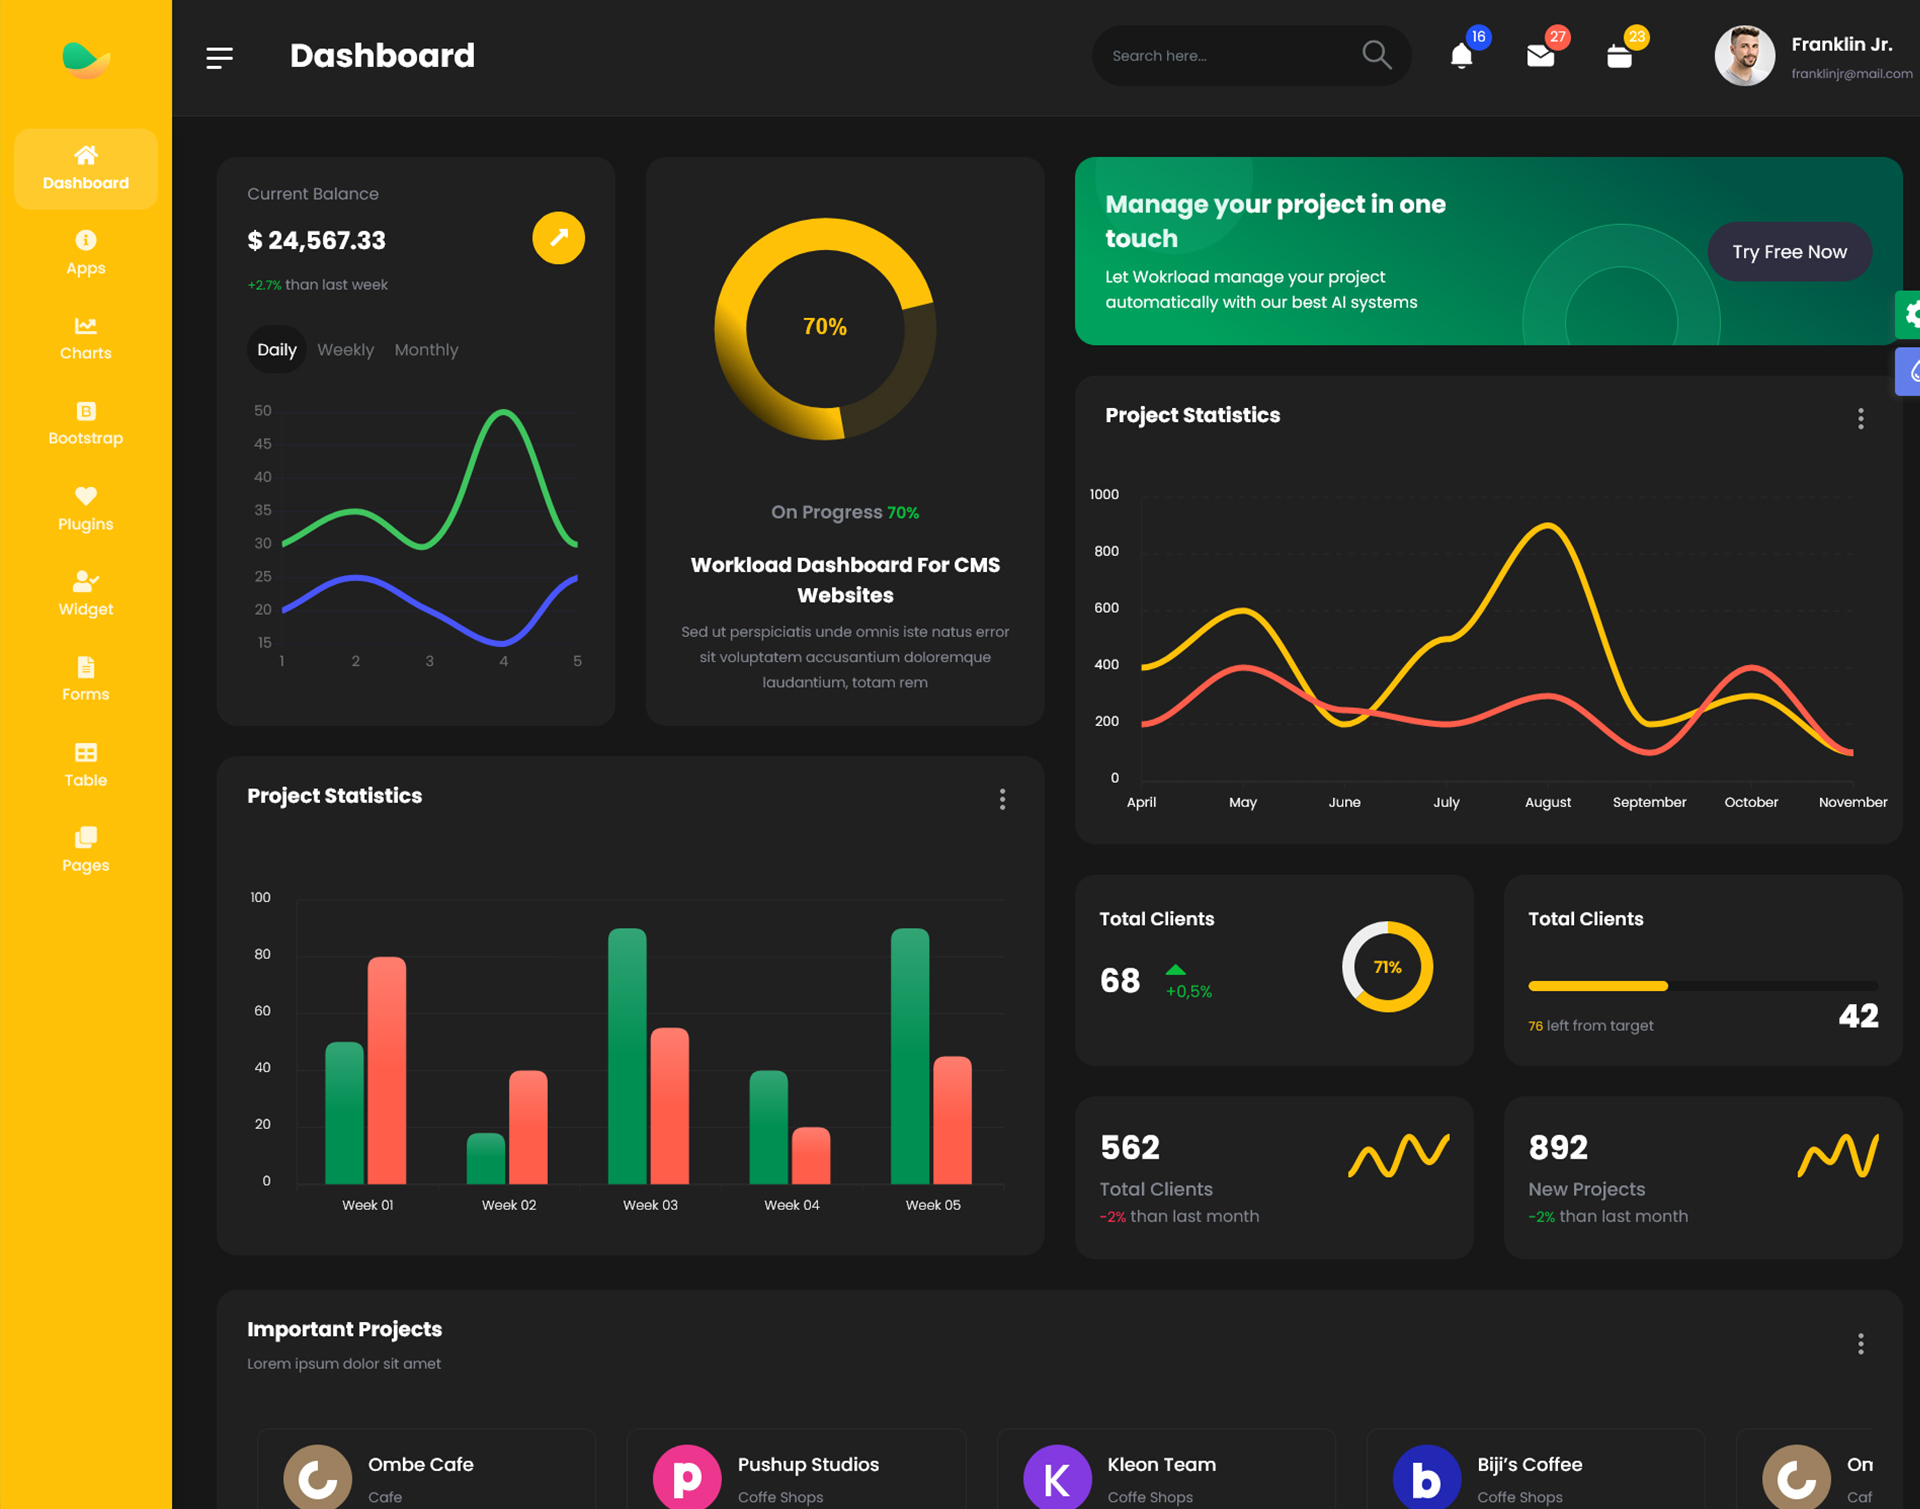 Dashboard
Search here...
16
27
23
Franklin Jr.
franklinjr@mail.com
Dashboard
Apps
Charts
Bootstrap
Plugins
Widget
Forms
Table
Pages
Current Balance
$ 24,567.33
+2.7% than last week
Daily Weekly Monthly
50
45
40
35
30
25
20
15
1 2 3 4 5
70%
On Progress 70%
Workload Dashboard For CMS
Websites
Sed ut perspiciatis unde omnis iste natus error
sit voluptatem accusantium doloremque
laudantium, totam rem
Manage your project in one
touch
Let Wokrload manage your project
automatically with our best AI systems
Try Free Now
Project Statistics
1000
800
600
400
200
0
April May June July August September October November
Project Statistics
100
80
60
40
20
0
Week 01 Week 02 Week 03 Week 04 Week 05
Total Clients
68
+0,5%
71%
Total Clients
76 left from target
42
562
Total Clients
-2% than last month
892
New Projects
-2% than last month
Important Projects
Lorem ipsum dolor sit amet
Ombe Cafe
Cafe
p
Pushup Studios
Coffe Shops
K
Kleon Team
Coffe Shops
b
Biji's Coffee
Coffe Shops
Om
Caf